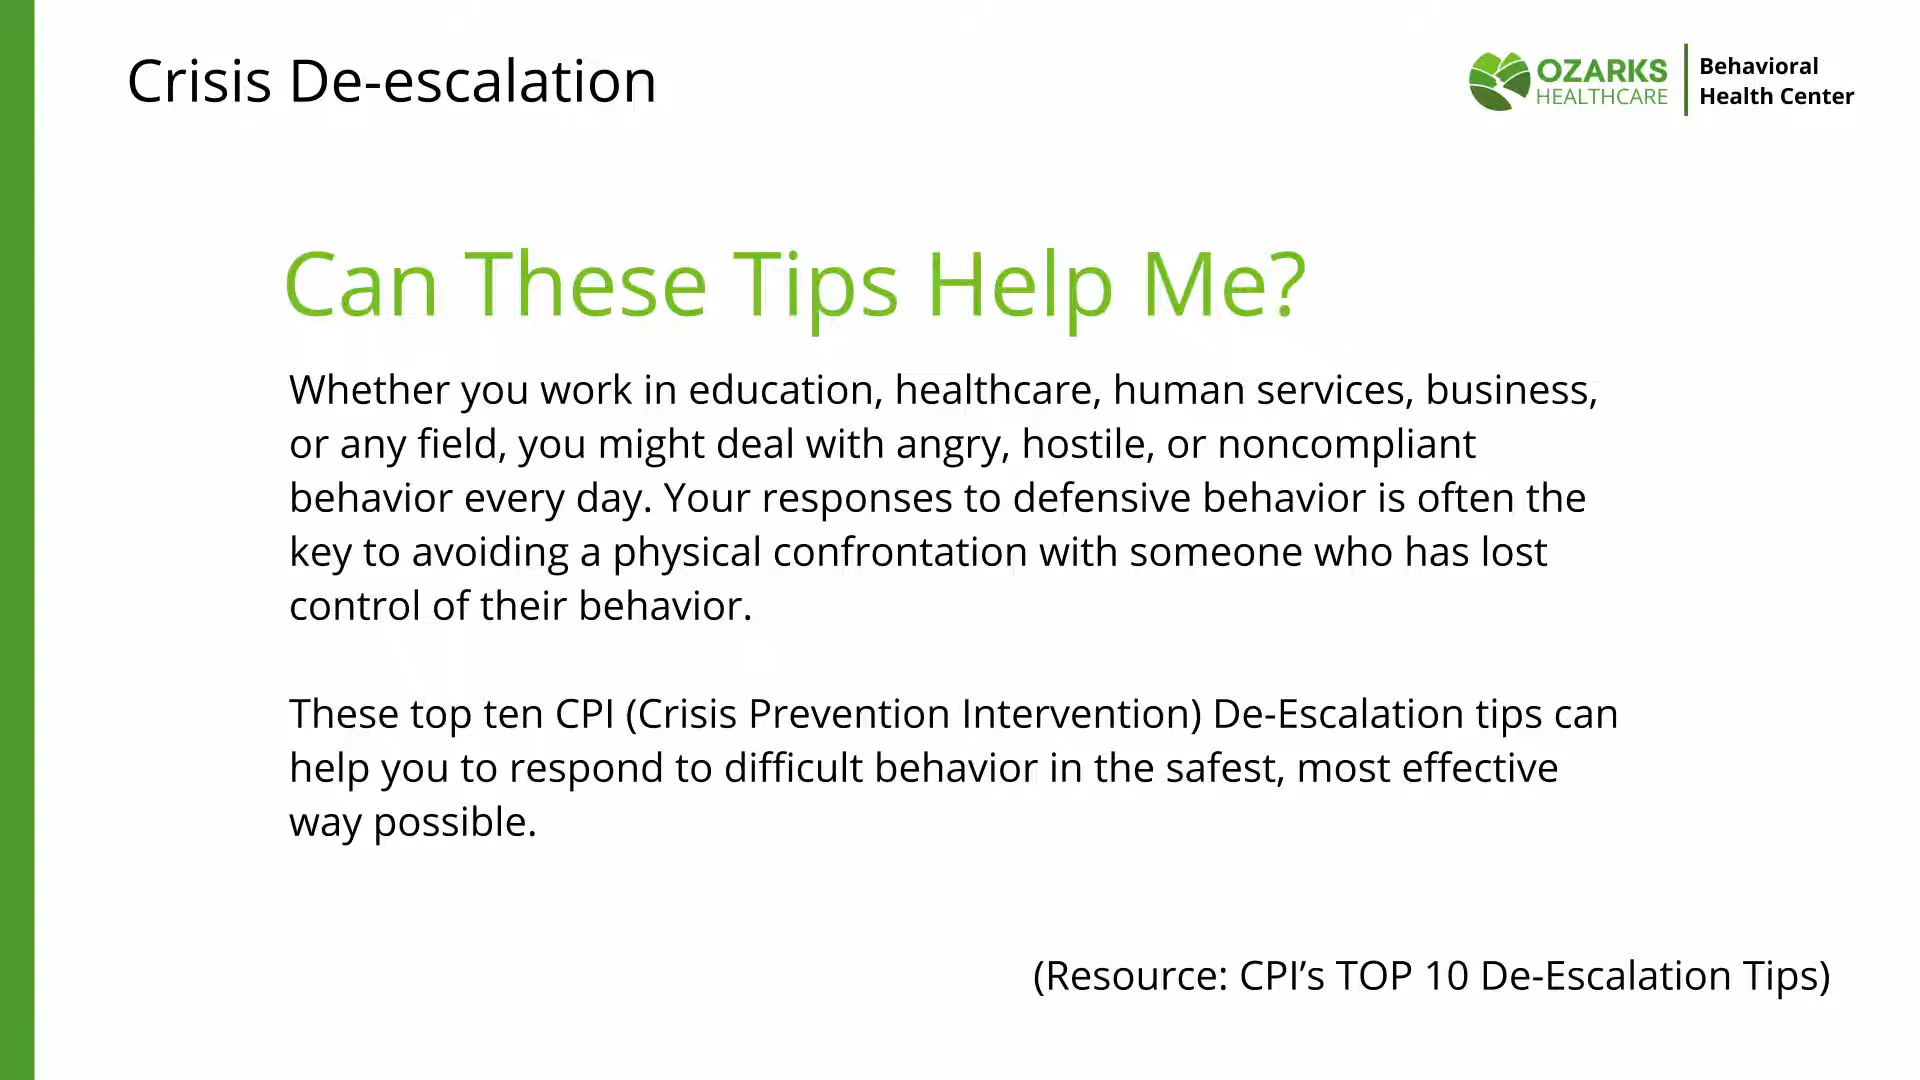 Crisis De-escalation
OZARKS
HEALTHCARE
Behavioral
Health Center
Can These Tips Help Me?
Whether you work in education, healthcare, human services, business,
or any field, you might deal with angry, hostile, or noncompliant
behavior every day. Your responses to defensive behavior is often the
key to avoiding a physical confrontation with someone who has lost
control of their behavior.
These top ten CPI (Crisis Prevention Intervention) De-Escalation tips can
help you to respond to difficult behavior in the safest, most effective
way possible.
(Resource: CPI’s TOP 10 De-Escalation Tips)